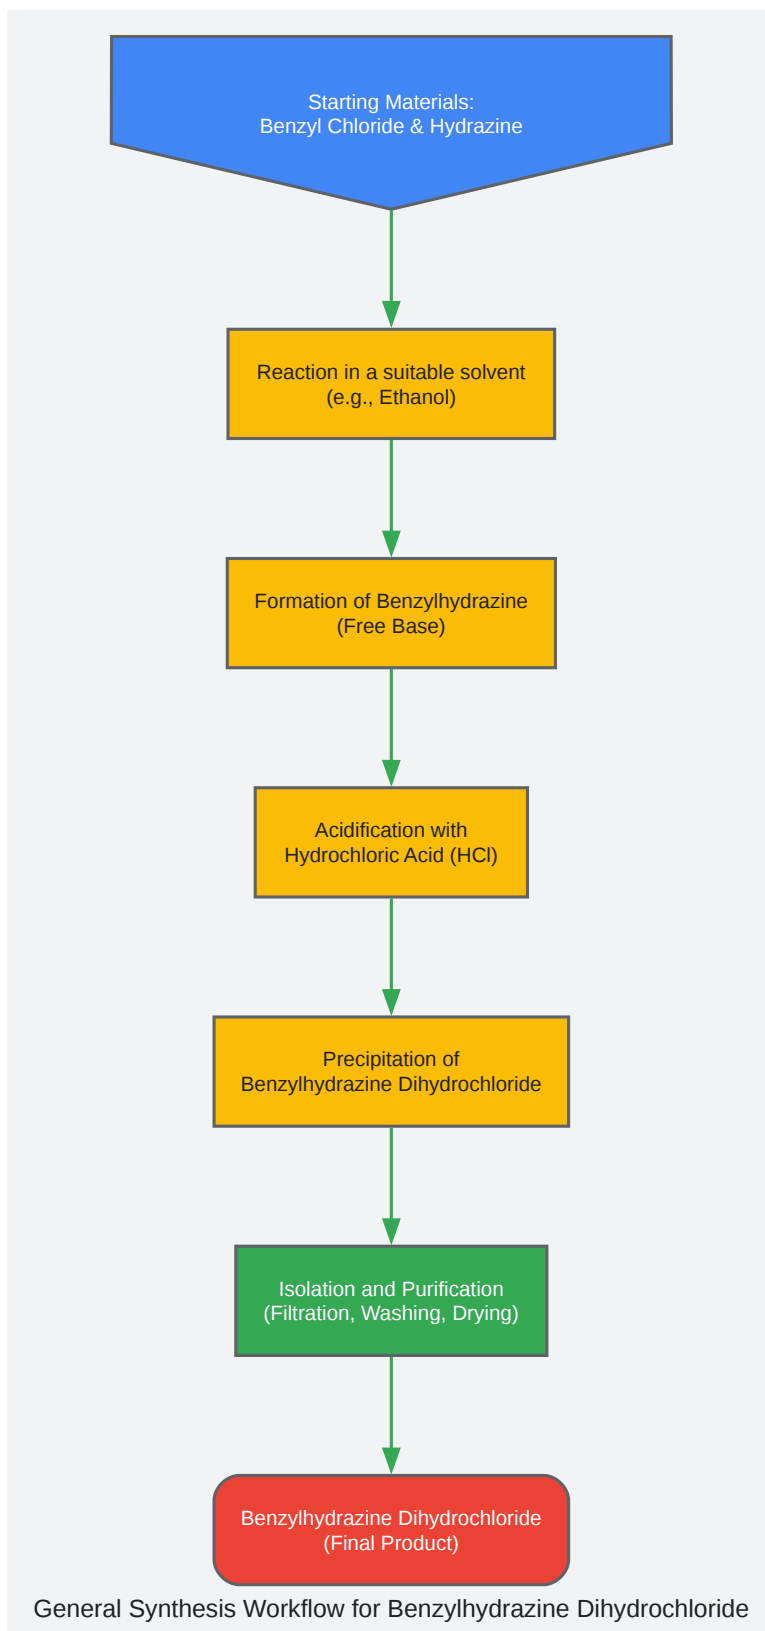 Starting Materials:
Benzyl Chloride & Hydrazine
Reaction in a suitable solvent
(e.g., Ethanol)
Formation of Benzylhydrazine
(Free Base)
Acidification with
Hydrochloric Acid (HCl)
Precipitation of
Benzylhydrazine Dihydrochloride
Isolation and Purification
(Filtration, Washing, Drying)
Benzylhydrazine Dihydrochloride
(Final Product)
General Synthesis Workflow for Benzylhydrazine Dihydrochloride